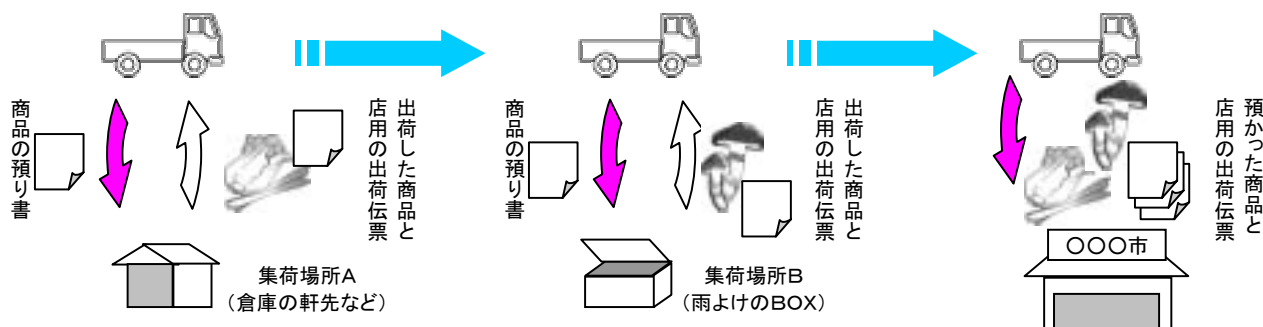 商品の預り書
出荷した商品と
店用の出荷伝票
集荷場所A
（倉庫の軒先など）
商品の預り書
出荷した商品と
店用の出荷伝票
集荷場所B
（雨よけのBOX）
預かった商品と
店用の出荷伝票
〇〇〇市